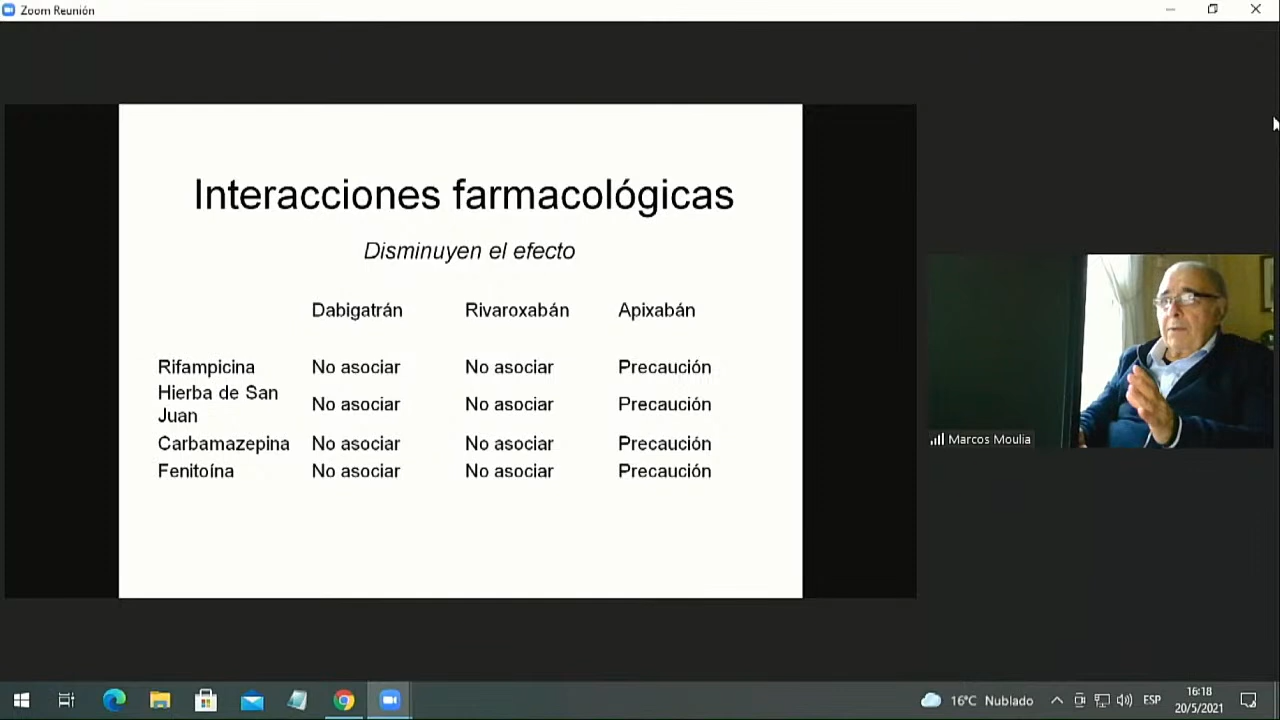 Zoom Reunión
Interacciones farmacológicas
Disminuyen el efecto
Dabigatrán Rivaroxabán Apixabán
Rifampicina No asociar No asociar Precaución
Hierba de San
Juan No asociar No asociar Precaución
Carbamazepina No asociar No asociar Precaución
Fenitoína No asociar No asociar Precaución
Marcos Moulia
16°C Nublado ESP 16:18
20/5/2021